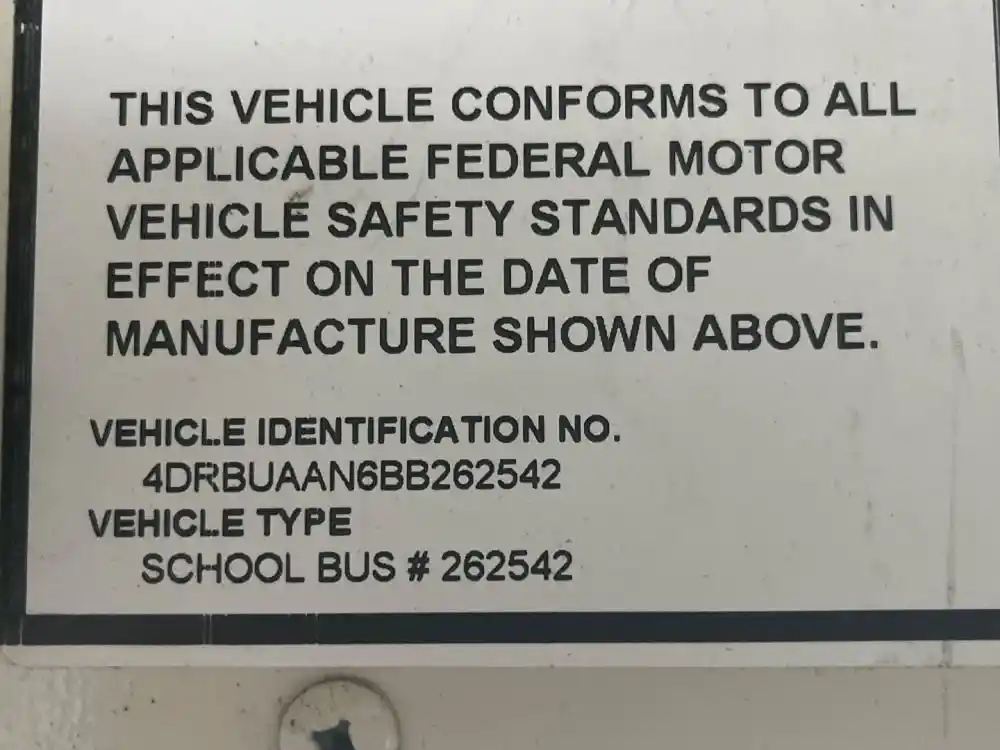 THIS VEHICLE CONFORMS TO ALL
APPLICABLE FEDERAL MOTOR
VEHICLE SAFETY STANDARDS IN
EFFECT ON THE DATE OF
MANUFACTURE SHOWN ABOVE.
VEHICLE IDENTIFICATION NO.
4DRBUAAN6BB262542
VEHICLE TYPE
SCHOOL BUS # 262542